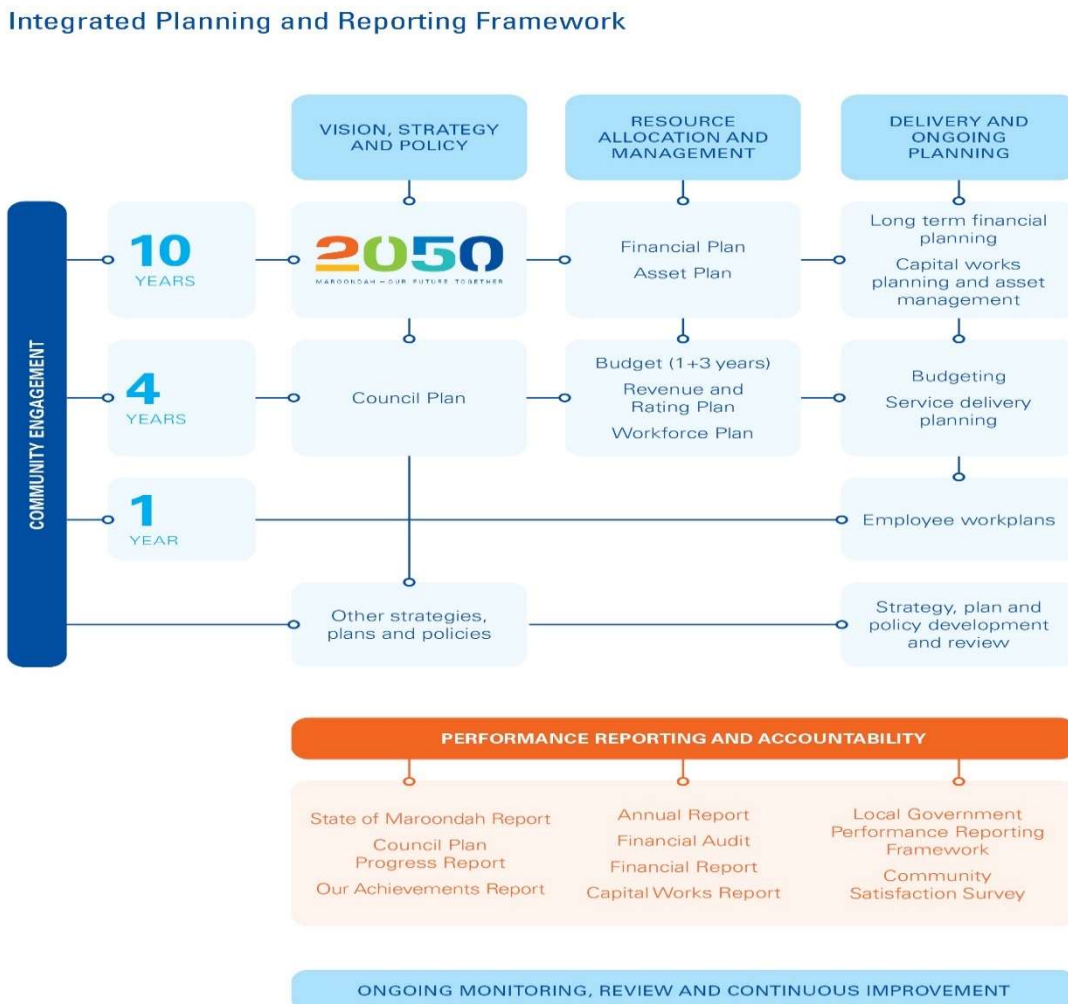 Integrated Planning and Reporting Framework
VISION, STRATEGY
AND POLICY
RESOURCE
ALLOCATION AND
MANAGEMENT
DELIVERY AND
ONGOING
PLANNING
COMMUNITY ENGAGEMENT
10
YEARS
2050
MAROONDAH – OUR FUTURE TOGETHER
Financial Plan
Asset Plan
Long term financial
planning
Capital works
planning and asset
management
4
YEARS
Council Plan
Budget (1+3 years)
Revenue and
Rating Plan
Workforce Plan
Budgeting
Service delivery
planning
1
YEAR
Employee workplans
Other strategies,
plans and policies
Strategy, plan and
policy development
and review
PERFORMANCE REPORTING AND ACCOUNTABILITY
State of Maroondah Report
Council Plan
Progress Report
Our Achievements Report
Annual Report
Financial Audit
Financial Report
Capital Works Report
Local Government
Performance Reporting
Framework
Community
Satisfaction Survey
ONGOING MONITORING, REVIEW AND CONTINUOUS IMPROVEMENT